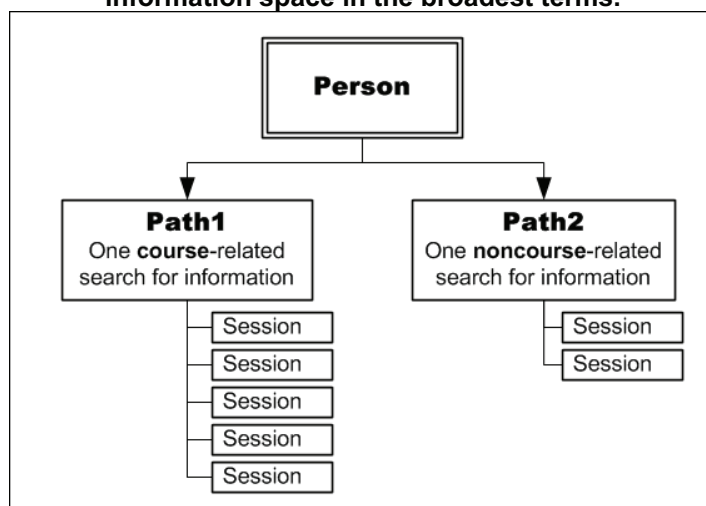 information space in the broadest terms.
Person
Path1
One course-related
search for information
Path2
One noncourse-related
search for information
Session
Session
Session
Session
Session
Session
Session